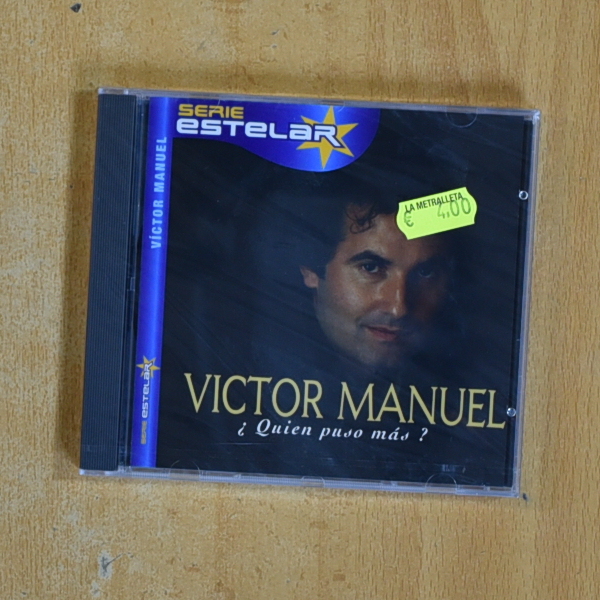 SERIE
ESTELAR
VÍCTOR MANUEL
LA METRALLETA
€ 4,00
VICTOR MANUEL
¿ Quien puso más ?
SERIE ESTELAR